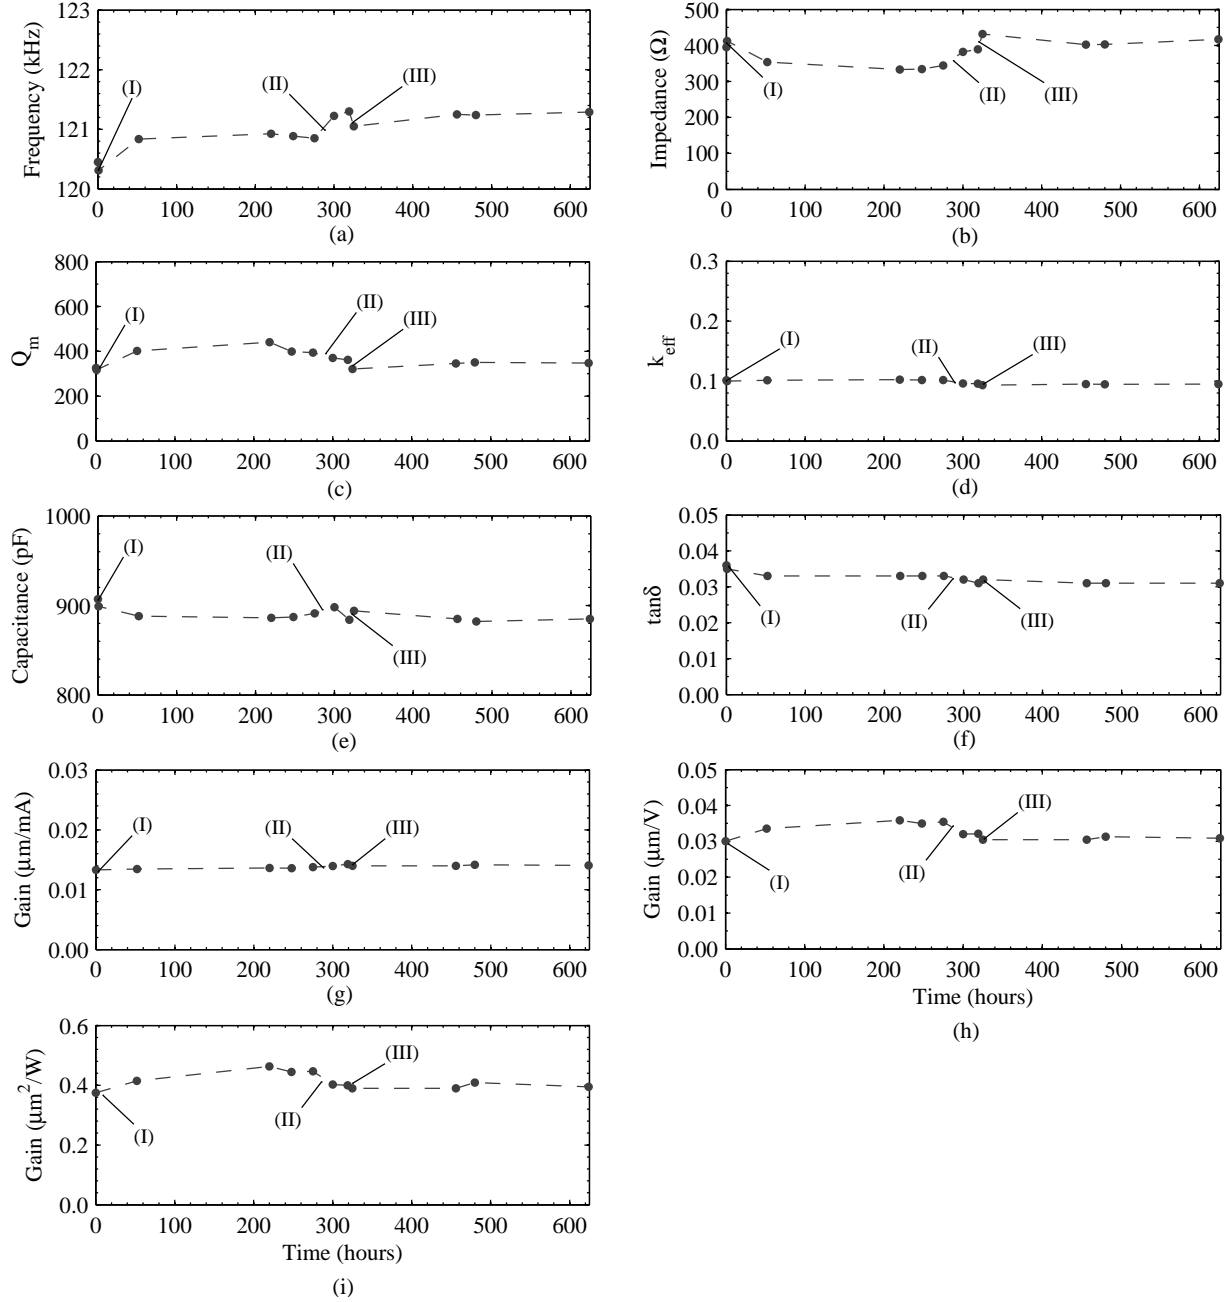 123
122
121
120
Frequency (kHz)
(I)
(II)
(III)
0 100 200 300 400 500 600
(a)
500
400
300
200
100
0
Impedance (Ω)
(I)
(II)
(III)
0 100 200 300 400 500 600
(b)
800
600
400
200
0
Qm
(I)
(II)
(III)
0 100 200 300 400 500 600
(c)
0.3
0.2
0.1
0.0
keff
(I)
(II)
(III)
0 100 200 300 400 500 600
(d)
1000
900
800
Capacitance (pF)
(I)
(II)
(III)
0 100 200 300 400 500 600
(e)
0.05
0.04
0.03
0.02
0.01
0.00
tanδ
(I)
(II)
(III)
0 100 200 300 400 500 600
(f)
0.03
0.02
0.01
0.00
Gain (μm/mA)
(I)
(II)
(III)
0 100 200 300 400 500 600
(g)
0.05
0.04
0.03
0.02
0.01
0.00
Gain (μm/V)
(I)
(II)
(III)
0 100 200 300 400 500 600
Time (hours)
(h)
0.6
0.4
0.2
0.0
Gain (μm²/W)
(I)
(II)
(III)
0 100 200 300 400 500 600
Time (hours)
(i)